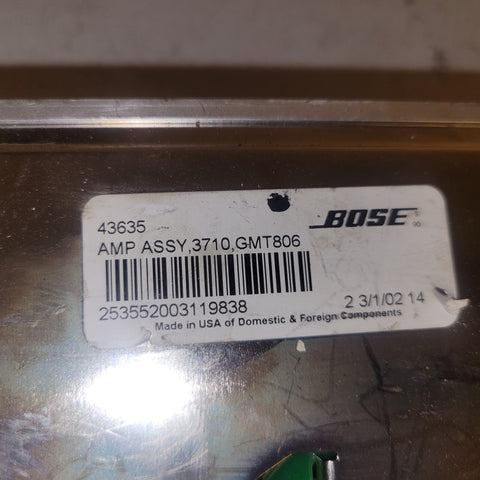 43635
BOSE
AMP ASSY,3710,GMT806
253552003119838
2 3/1/02 14
Made in USA of Domestic & Foreign Components